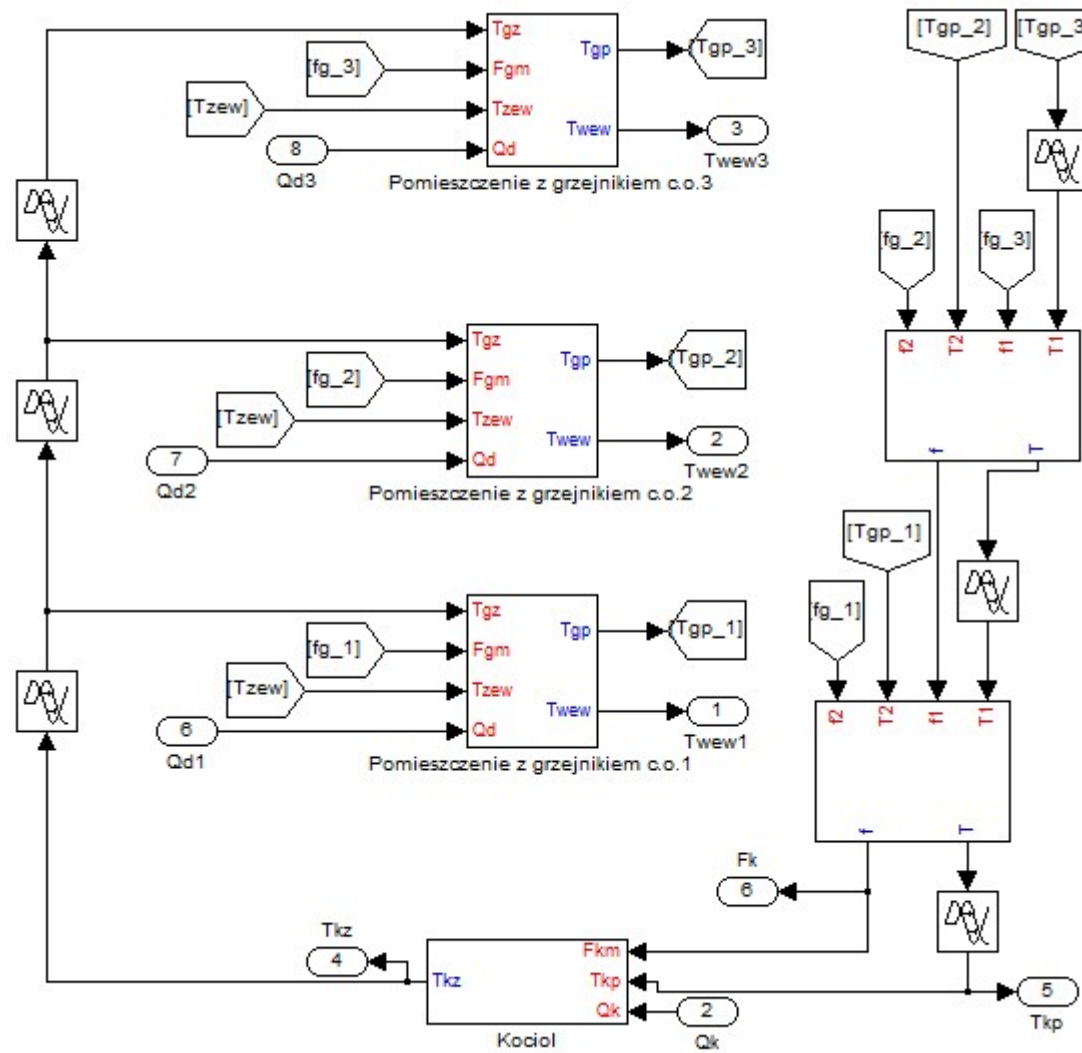 Tgz
Fgm
Tzew
Qd
Tgp
Twew
[fg_3]
[Tzew]
8
Qd3
[Tgp_3]
3
Twew3
Pomieszczenie z grzejnikiem c.o.3
[Tgp_2]
[Tgp_3
[fg_2]
[fg_3]
f2
T2
f1
T1
f
T
Tgz
Fgm
Tzew
Qd
Tgp
Twew
[fg_2]
[Tzew]
7
Qd2
[Tgp_2]
2
Twew2
Pomieszczenie z grzejnikiem c.o.2
[Tgp_1]
[fg_1]
f2
T2
f1
T1
f
T
Tgz
Fgm
Tzew
Qd
Tgp
Twew
[fg_1]
[Tzew]
6
Qd1
[Tgp_1]
1
Twew1
Pomieszczenie z grzejnikiem c.o.1
Fk
6
Tkz
4
Tkz
Fkm
Tkp
Qk
Kociol
2
Qk
5
Tkp